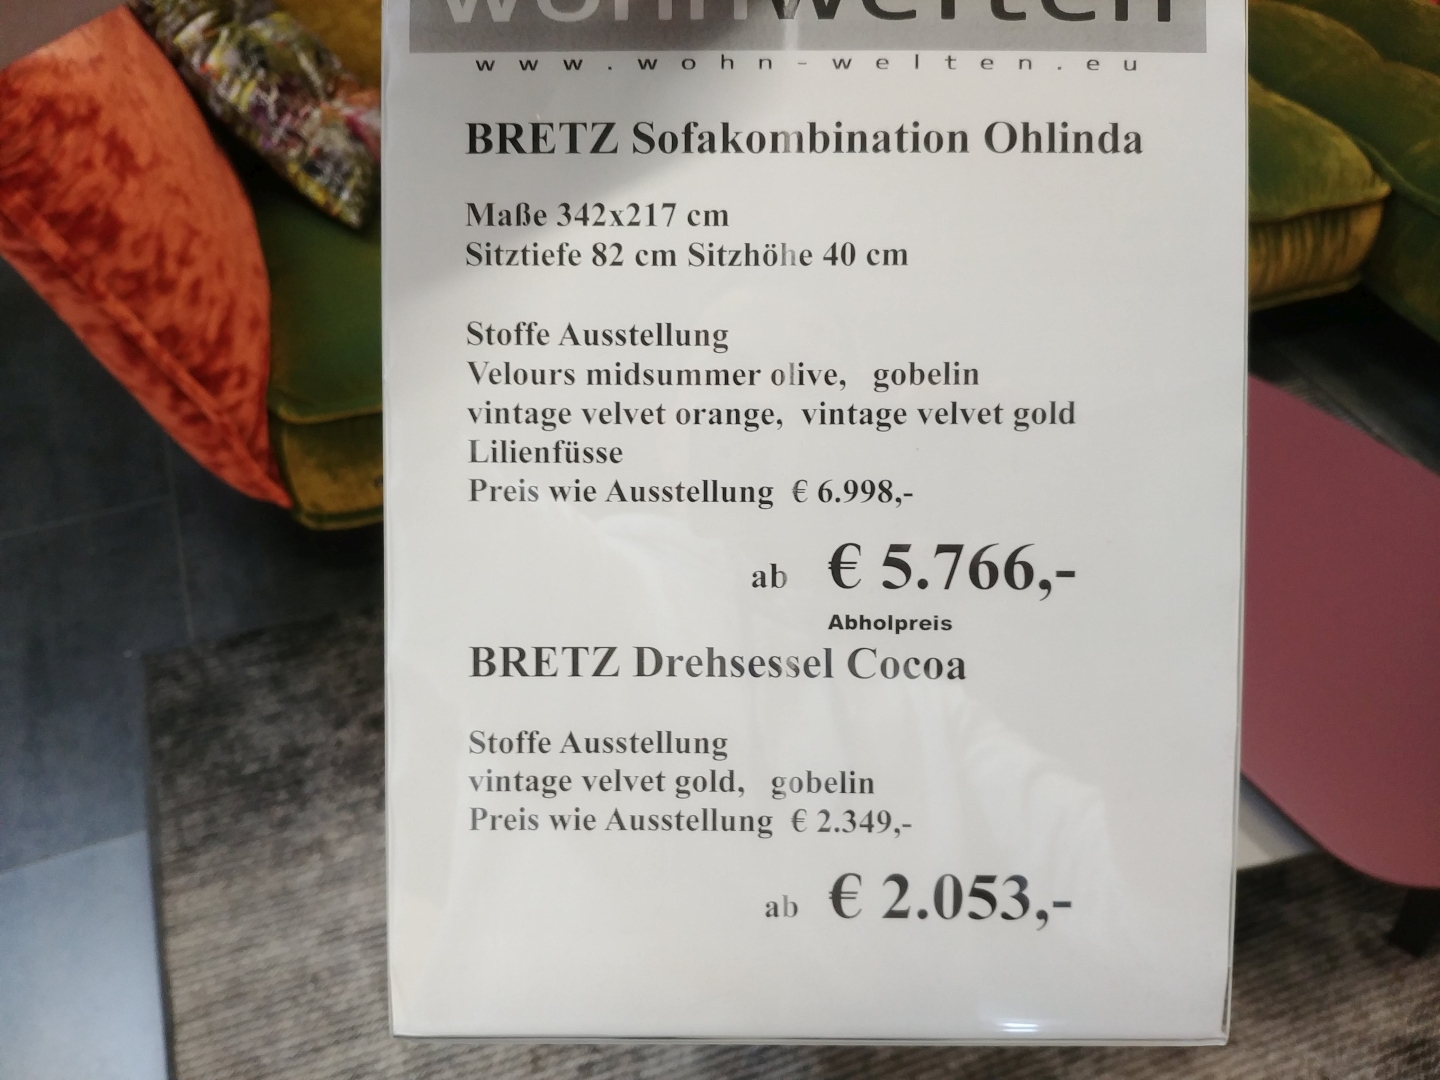 wohnwelten
www.wohn-welten.eu
BRETZ Sofakombination Ohlinda
Maße 342x217 cm
Sitztiefe 82 cm Sitzhöhe 40 cm
Stoffe Ausstellung
Velours midsummer olive, gobelin
vintage velvet orange, vintage velvet gold
Lilienfüsse
Preis wie Ausstellung € 6.998,-
ab € 5.766,-
Abholpreis
BRETZ Drehsessel Cocoa
Stoffe Ausstellung
vintage velvet gold, gobelin
Preis wie Ausstellung € 2.349,-
ab € 2.053,-